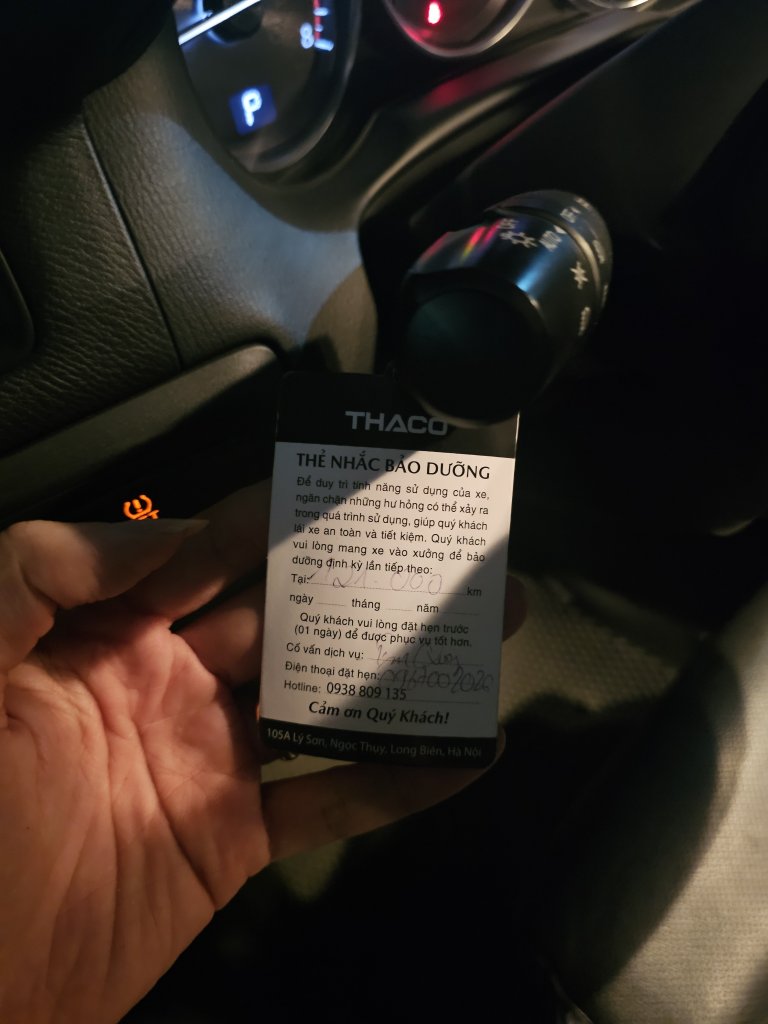 8
P
AUTO
THACO
THẺ NHẮC BẢO DƯỠNG
Để duy trì tính năng sử dụng của xe,
ngăn chặn những hư hỏng có thể xảy ra
trong quá trình sử dụng, giúp quý khách
lái xe an toàn và tiết kiệm. Quý khách
vui lòng mang xe vào xưởng để bảo
dưỡng định kỳ lần tiếp theo:
Tại: 121.000 km
ngày ....... tháng ...... năm ........
Quý khách vui lòng đặt hẹn trước
(01 ngày) để được phục vụ tốt hơn.
Cố vấn dịch vụ:
Điện thoại đặt hẹn:
Hotline: 0938 809 135
Cảm ơn Quý Khách!
105A Lý Sơn, Ngọc Thụy, Long Biên, Hà Nội